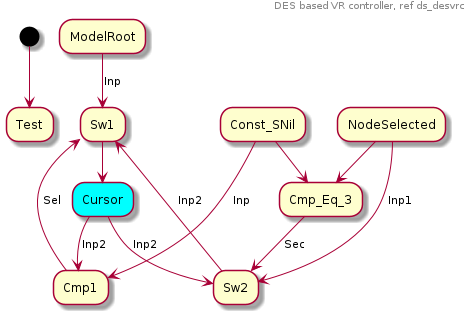 DES based VR controller, ref ds_desvrc
ModelRoot
Inp
Test
Sw1
Const_SNil
NodeSelected
Cursor
Cmp_Eq_3
Sel
Inp2
Inp
Inp1
Inp2
Inp2
Sec
Cmp1
Sw2